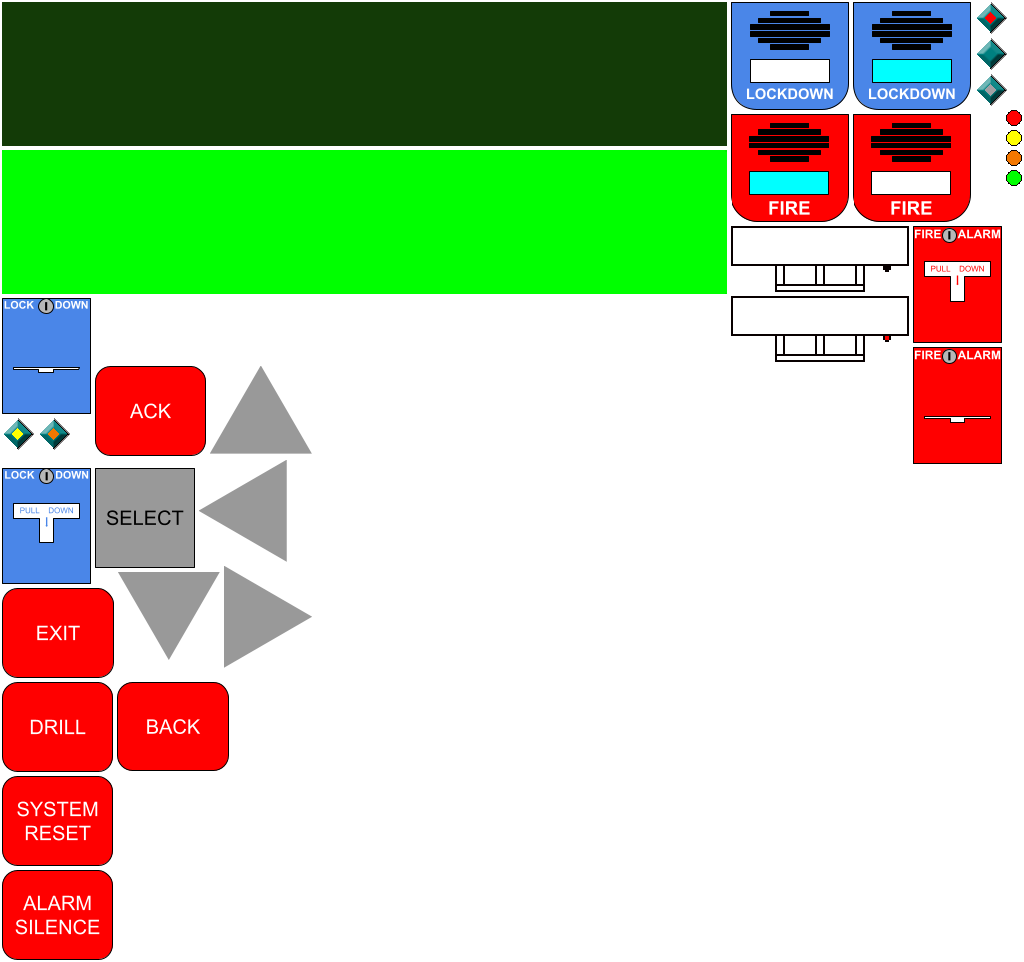 LOCKDOWN
LOCKDOWN
FIRE
FIRE
FIRE ALARM
PULL DOWN
LOCK DOWN
FIRE ALARM
ACK
LOCK DOWN
PULL DOWN
SELECT
EXIT
DRILL
BACK
SYSTEM
RESET
ALARM
SILENCE